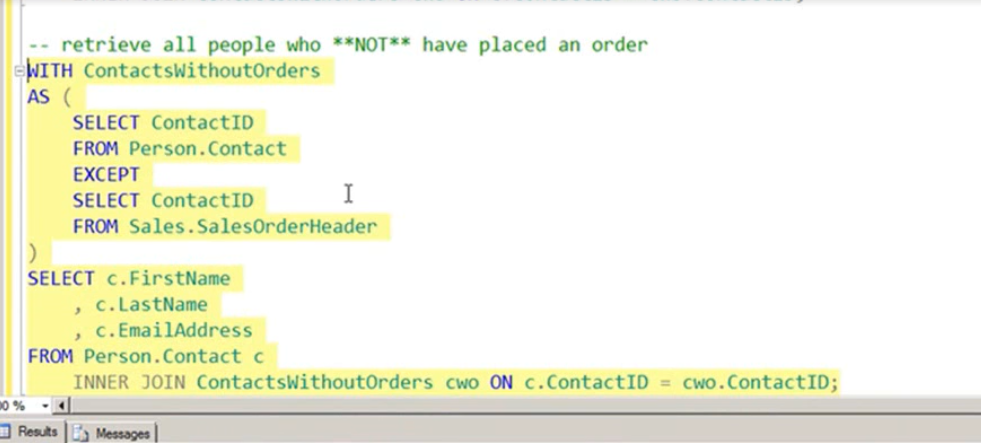 -- retrieve all people who **NOT** have placed an order
WITH ContactsWithoutOrders
AS (
SELECT ContactID
FROM Person.Contact
EXCEPT
SELECT ContactID
FROM Sales.SalesOrderHeader
)
SELECT c.FirstName
, c.LastName
, c.EmailAddress
FROM Person.Contact c
INNER JOIN ContactsWithoutOrders cwo ON c.ContactID = cwo.ContactID;
Results
Messages